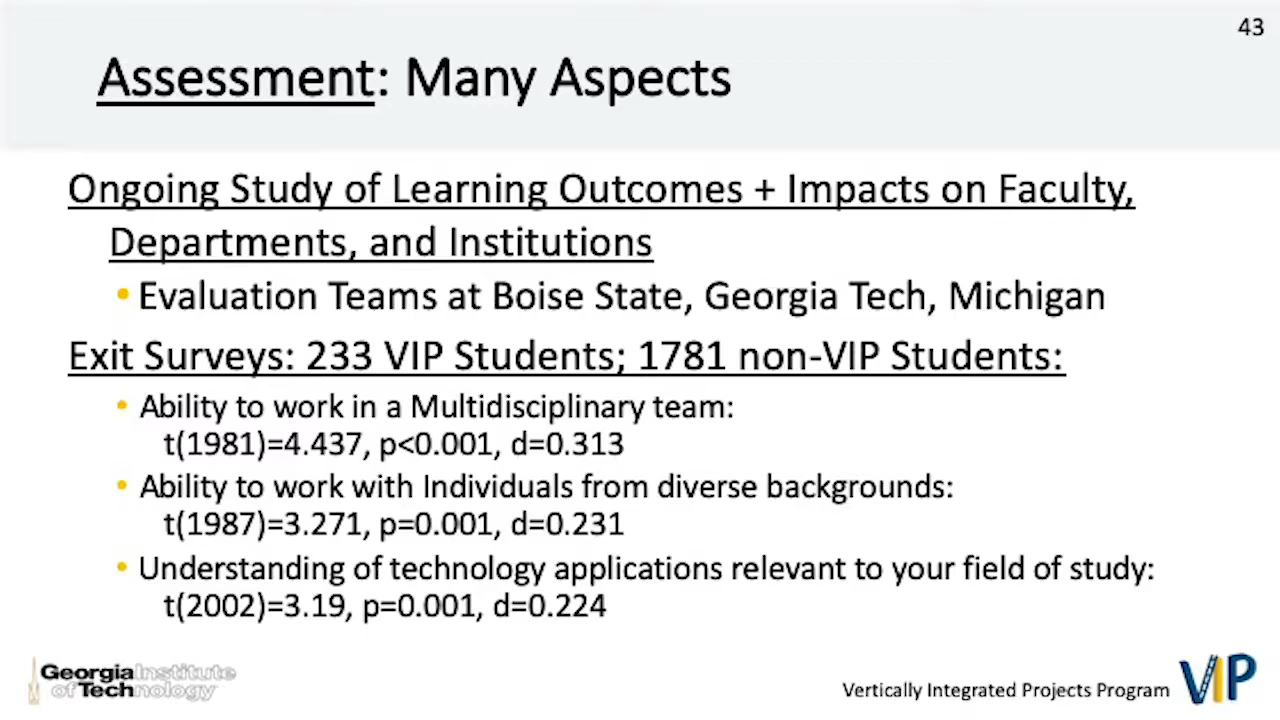 43
Assessment: Many Aspects
Ongoing Study of Learning Outcomes + Impacts on Faculty,
Departments, and Institutions
• Evaluation Teams at Boise State, Georgia Tech, Michigan
Exit Surveys: 233 VIP Students; 1781 non-VIP Students:
• Ability to work in a Multidisciplinary team:
t(1981)=4.437, p<0.001, d=0.313
• Ability to work with Individuals from diverse backgrounds:
t(1987)=3.271, p=0.001, d=0.231
• Understanding of technology applications relevant to your field of study:
t(2002)=3.19, p=0.001, d=0.224
Georgia Institute
of Technology
Vertically Integrated Projects Program
VIP